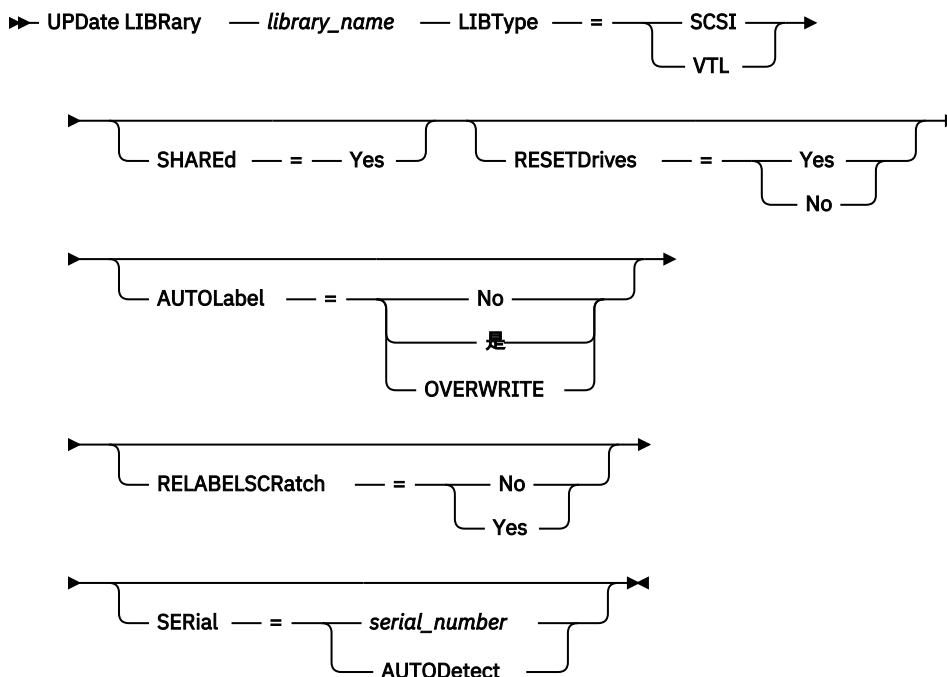 UPDate LIBRary — library_name — LIBType — = — SCSI
VTL
SHAREd — = — Yes
RESETDrives — = — Yes
No
AUTOLabel — = — No
是
OVERWRITE
RELABELSCRatch — = — No
Yes
SERial — = — serial_number
AUTODetect